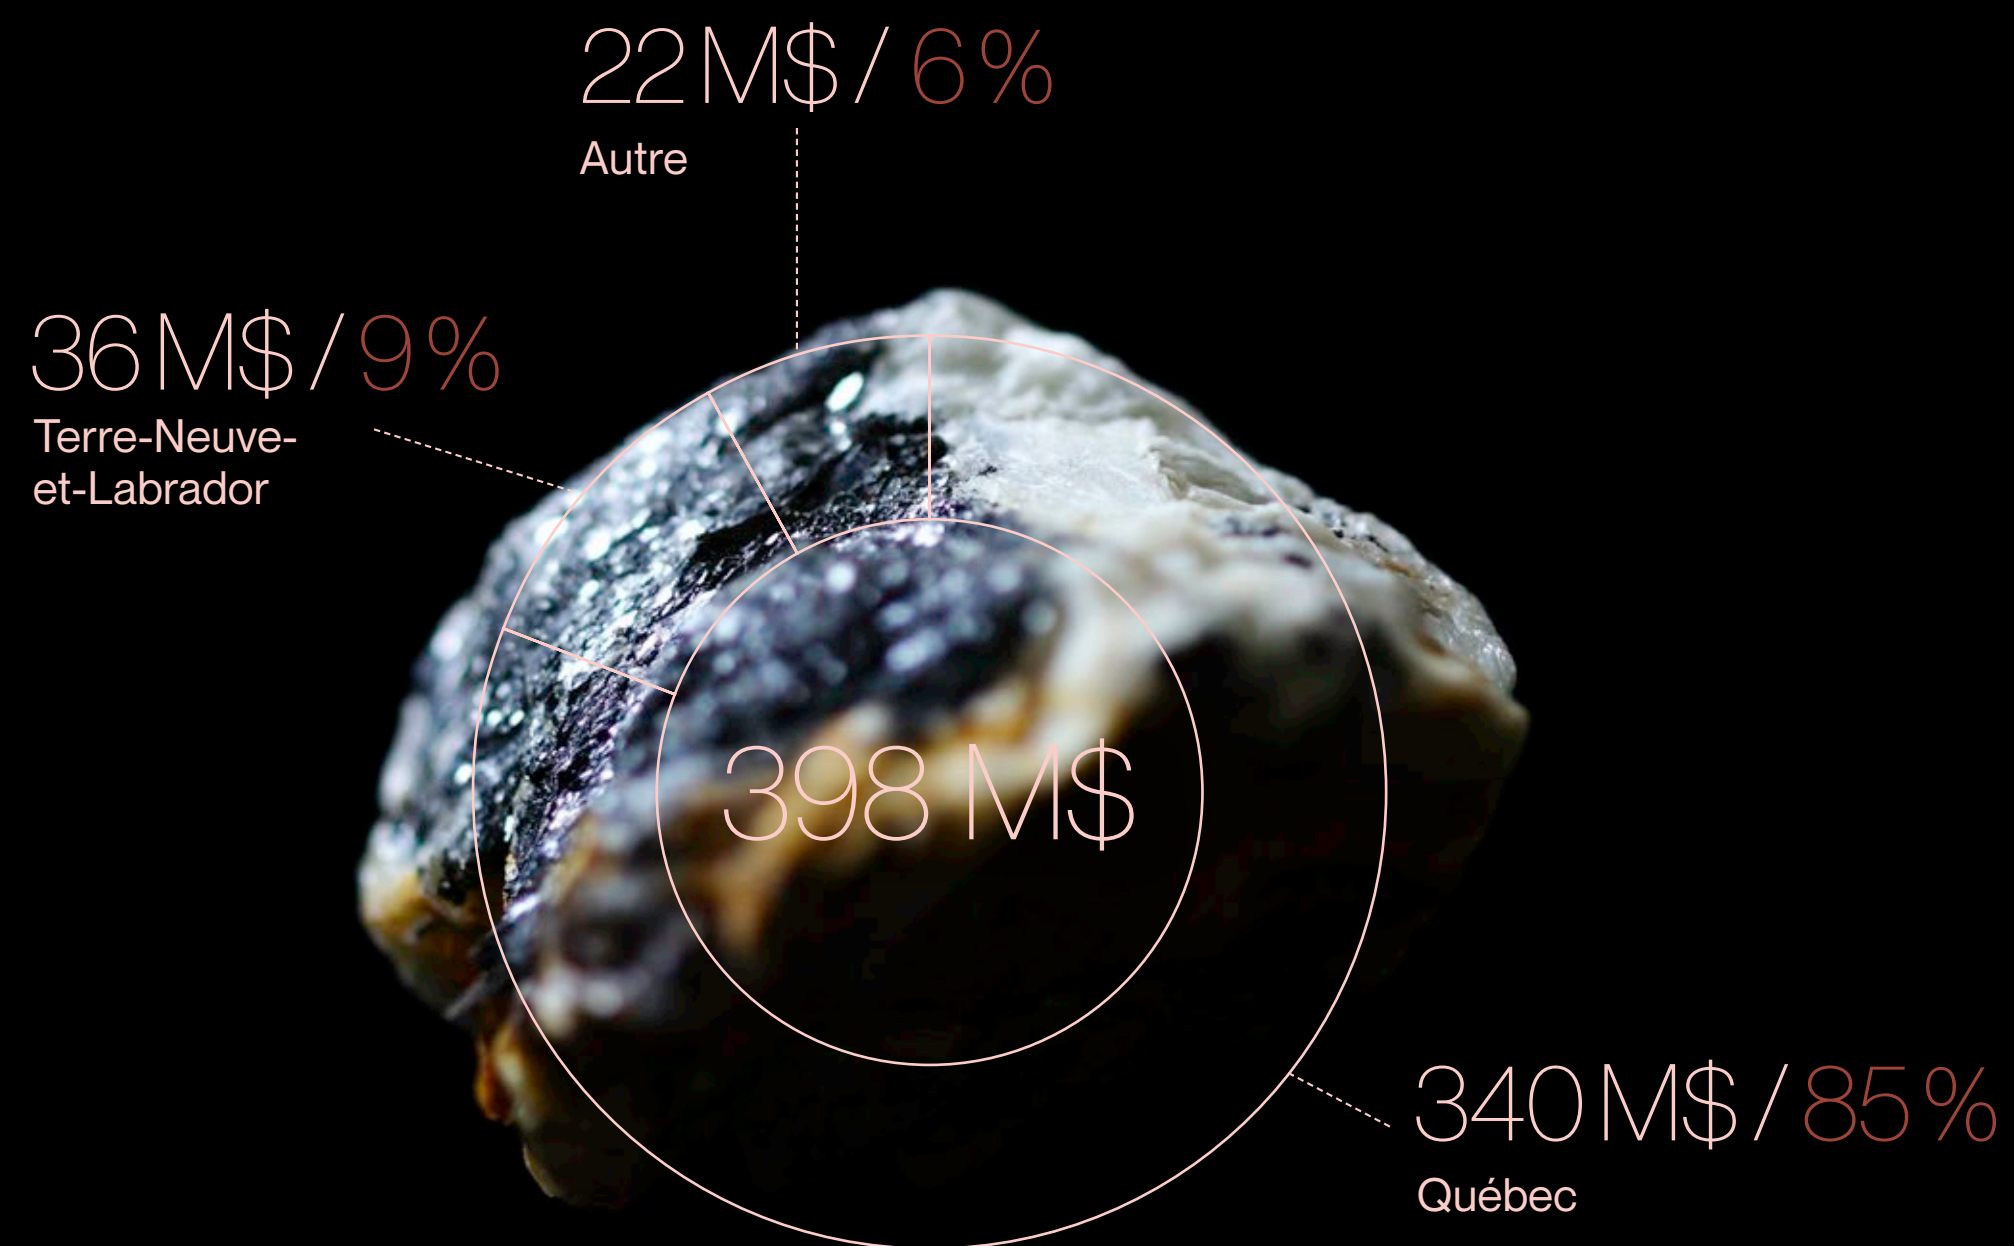 22 M$ / 6 %
Autre
36 M$ / 9 %
Terre-Neuve-
et-Labrador
398 M$
340 M$ / 85 %
Québec